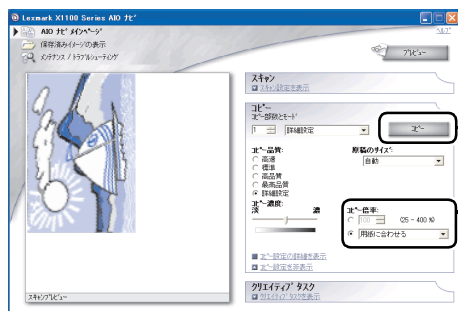 Lexmark X1100 Series AIO ナビ
AIO ナビ メインページ
保存済みイメージの表示
メンテナンス / トラブルシューティング
ヘルプ
プレビュー
スキャン
スキャン設定を表示
コピー
コピー部数とモード
1
詳細設定
コピー
コピー品質:
高速
標準
高品質
最高品質
詳細設定
原稿のサイズ:
自動
コピー濃度:
淡
濃
コピー倍率:
100
(25 - 400 %)
用紙に合わせる
コピー設定の詳細を表示
コピー設定を非表示
クリエイティブ タスク
クリエイティブ タスクを表示
スキャンプレビュー